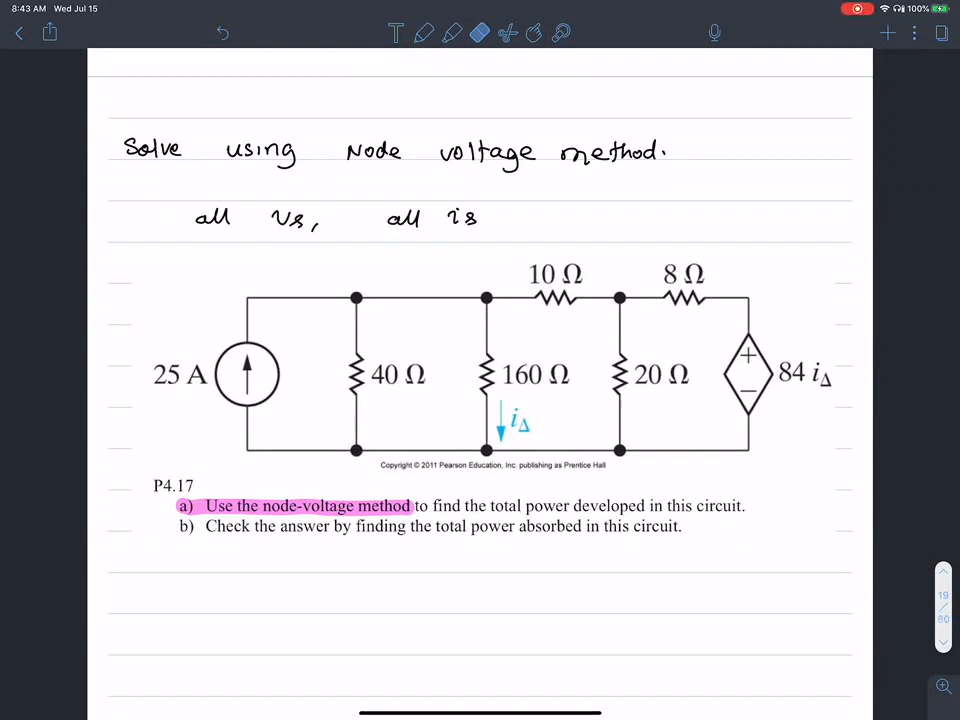 8:43 AM Wed Jul 15
100%
T
Solve using Node voltage method.
all vs, all is
10 Ω 8 Ω
25 A 40 Ω 160 Ω 20 Ω + − 84 iΔ
iΔ
Copyright © 2011 Pearson Education, Inc. publishing as Prentice Hall
P4.17
a) Use the node-voltage method to find the total power developed in this circuit.
b) Check the answer by finding the total power absorbed in this circuit.
19
/
80